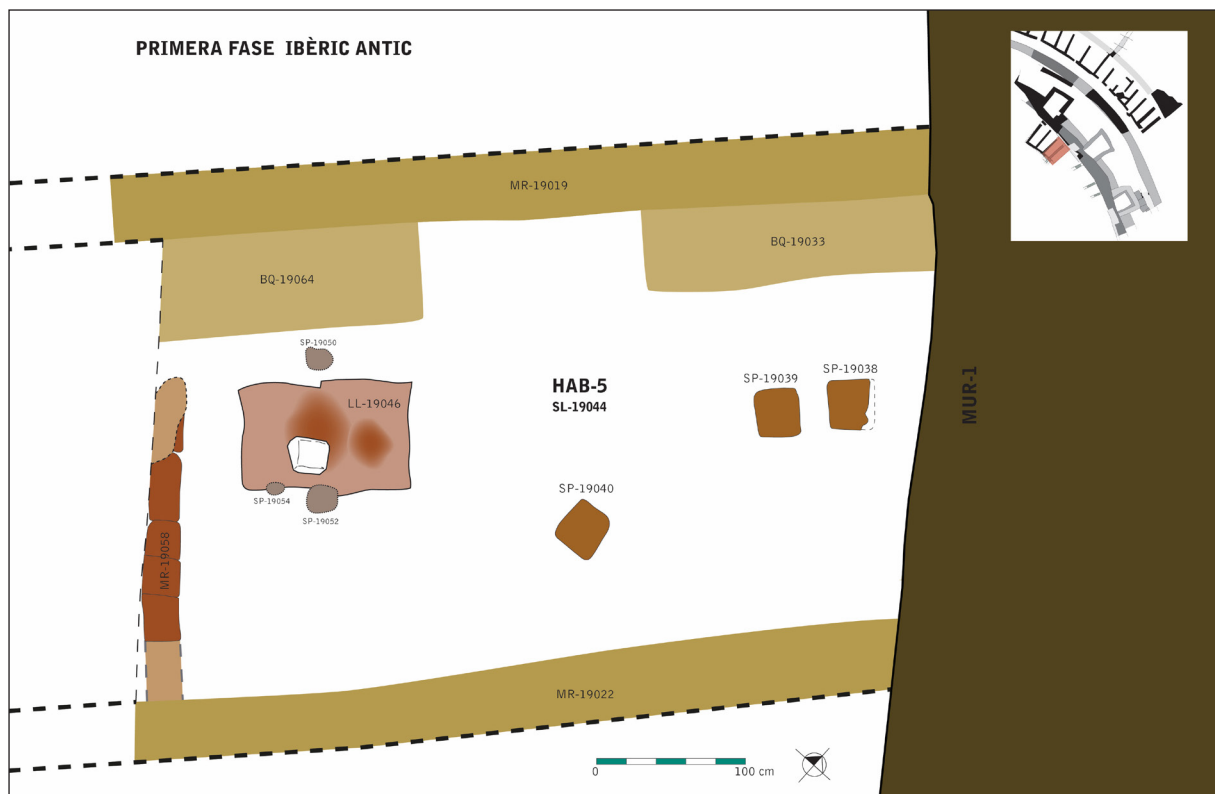 PRIMERA FASE IBÈRIC ANTIC
MR-19019
BQ-19064
BQ-19033
SP-19050
LL-19046
HAB-5
SL-19044
SP-19039
SP-19038
MUR-1
SP-19054
SP-19052
SP-19040
MR-19058
MR-19022
0
100 cm